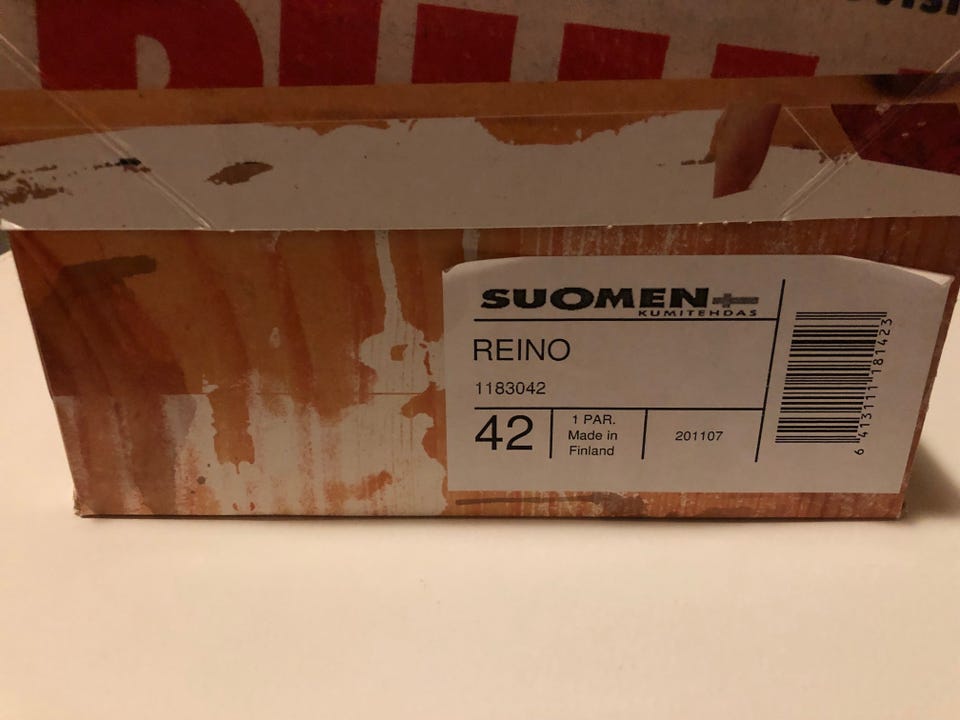 SUOMEN
KUMITEHDAS
REINO
1183042
42
1 PAR.
Made in
Finland
201107
6 413111 181423